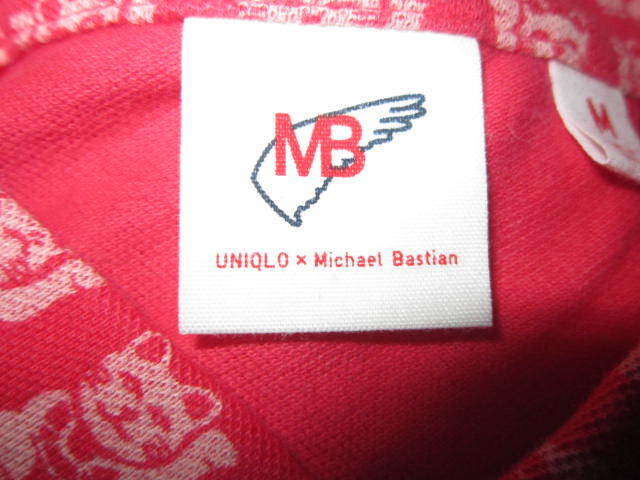 MB
UNIQLO × Michael Bastian
M